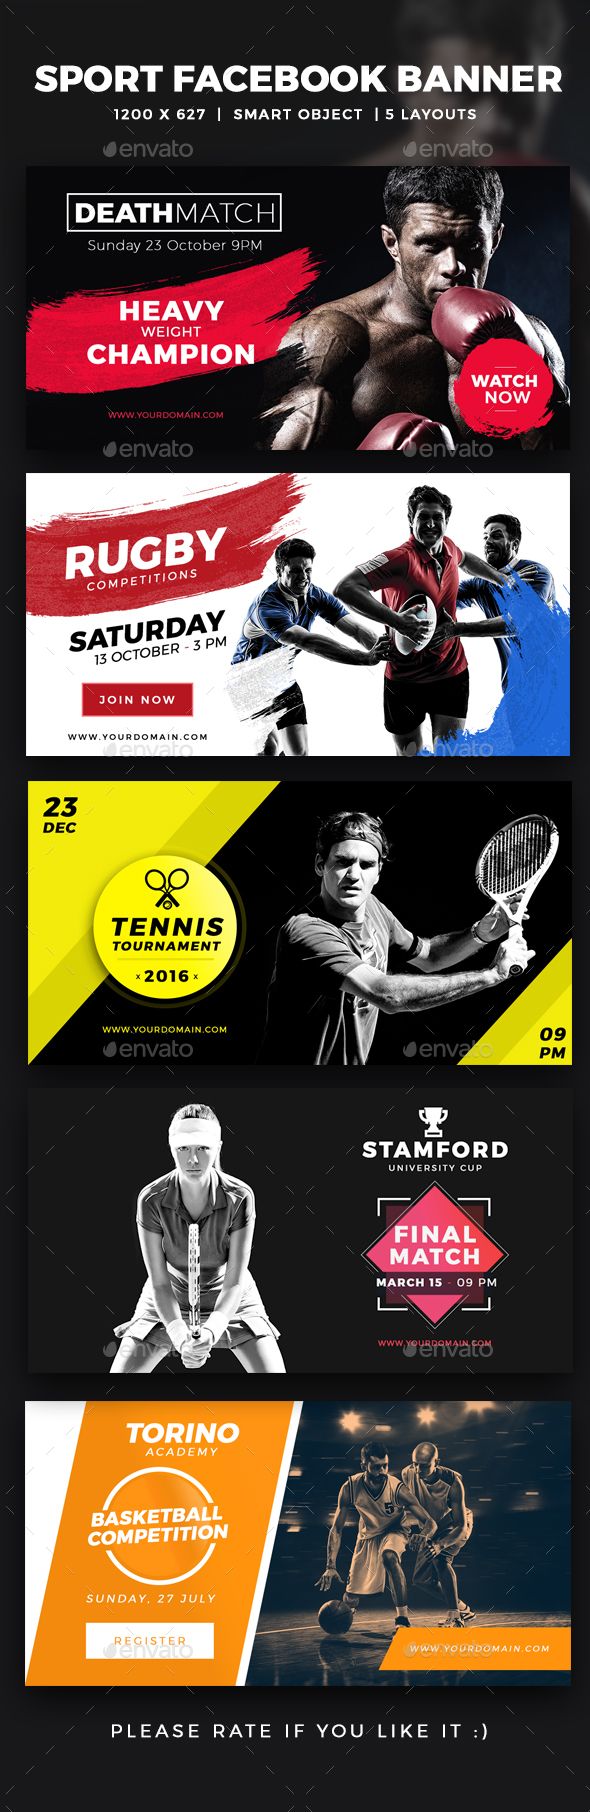 SPORT FACEBOOK BANNER
1200 X 627 | SMART OBJECT | 5 LAYOUTS
envato envato
DEATHMATCH
Sunday 23 October 9PM
HEAVY
WEIGHT
CHAMPION
WATCH
NOW
WWW.YOURDOMAIN.COM
envato envato
RUGBY
COMPETITIONS
SATURDAY
13 OCTOBER - 3 PM
JOIN NOW
WWW.YOURDOMAIN.COM
envato envato
23
DEC
TENNIS
TOURNAMENT
x 2016 x
WWW.YOURDOMAIN.COM
09
PM
envato envato
STAMFORD
UNIVERSITY CUP
FINAL
MATCH
MARCH 15 - 09 PM
WWW.YOURDOMAIN.COM
envato envato
TORINO
ACADEMY
BASKETBALL
COMPETITION
SUNDAY, 27 JULY
REGISTER
5
WWW.YOURDOMAIN.COM
envato envato
PLEASE RATE IF YOU LIKE IT :)